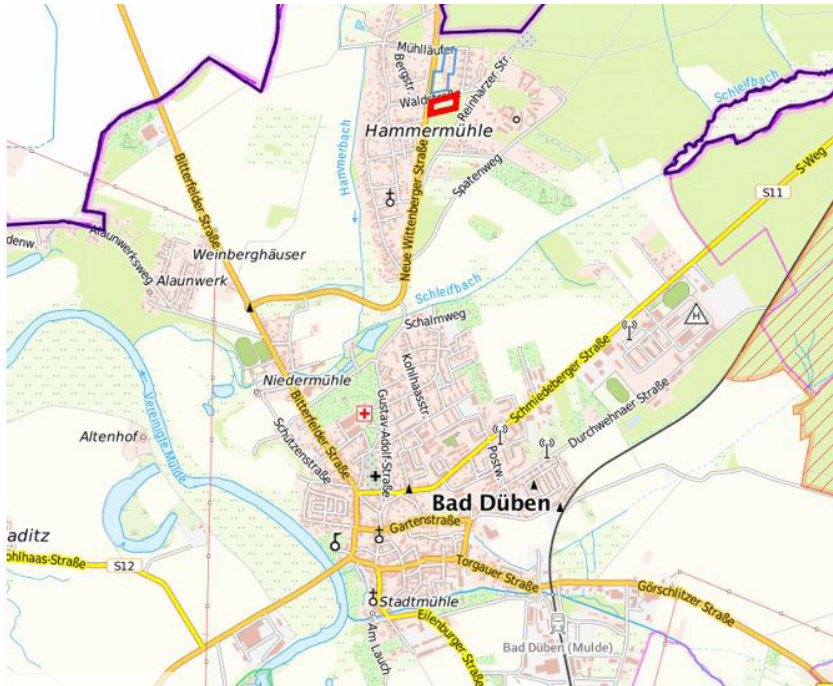 Mühlläufer
Bergstr.
Waldstraße
Reinharzer Str.
Hammermühle
Hammerbach
Bitterfelder Straße
Schleifbach
Spatenweg
S-Weg
S11
Neue Wittenberger Straße
denw.
Alaunwerksweg
Weinberghäuser
Alaunwerk
Schleifbach
Schalmweg
H
Kohlhaasstr.
Schmiedeberger Straße
Niedermühle
Vereinigte Mulde
Bitterfelder Straße
Gustav-Adolf-Straße
Durchwehnaer Straße
Altenhof
Schützenstraße
Postw.
Bad Düben
Gartenstraße
aditz
ohlhaas-Straße
S12
Torgauer Straße
Görschlitzer Straße
Stadtmühle
Eilenburger Straße
Am Lauch
Bad Düben (Mulde)